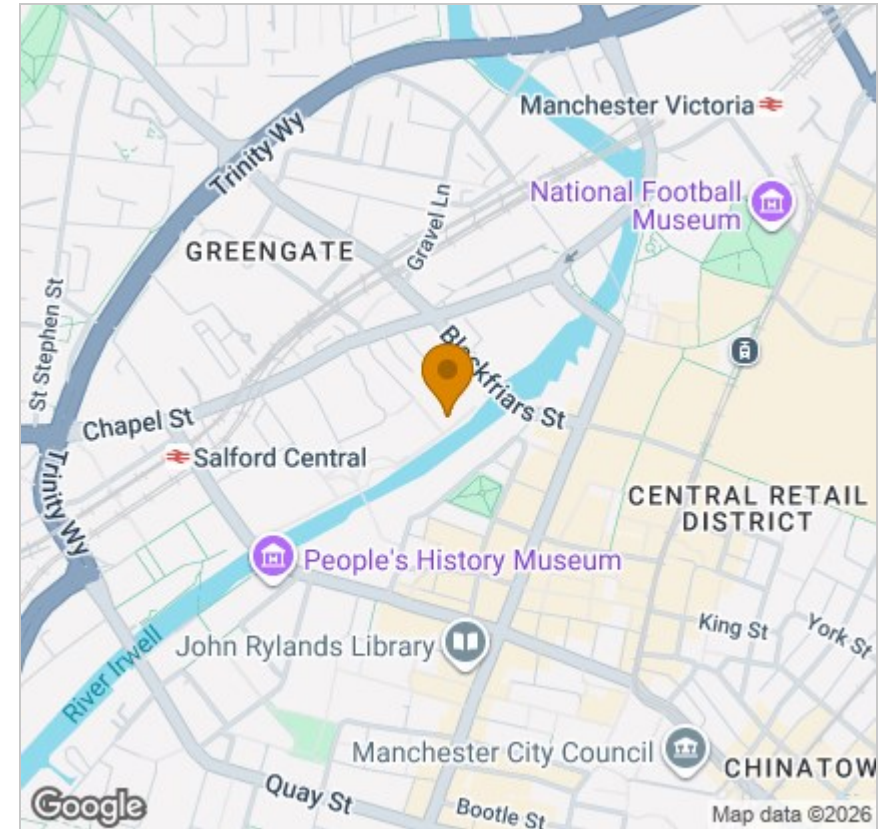 Manchester Victoria
Trinity Wy
National Football
Museum
Gravel Ln
GREENGATE
St Stephen St
Blackfriars St
Chapel St
Salford Central
Trinity Wy
CENTRAL RETAIL
DISTRICT
People's History Museum
King St
York St
John Rylands Library
River Irwell
Manchester City Council
CHINATOW
Quay St
Bootle St
Google
Map data ©2026